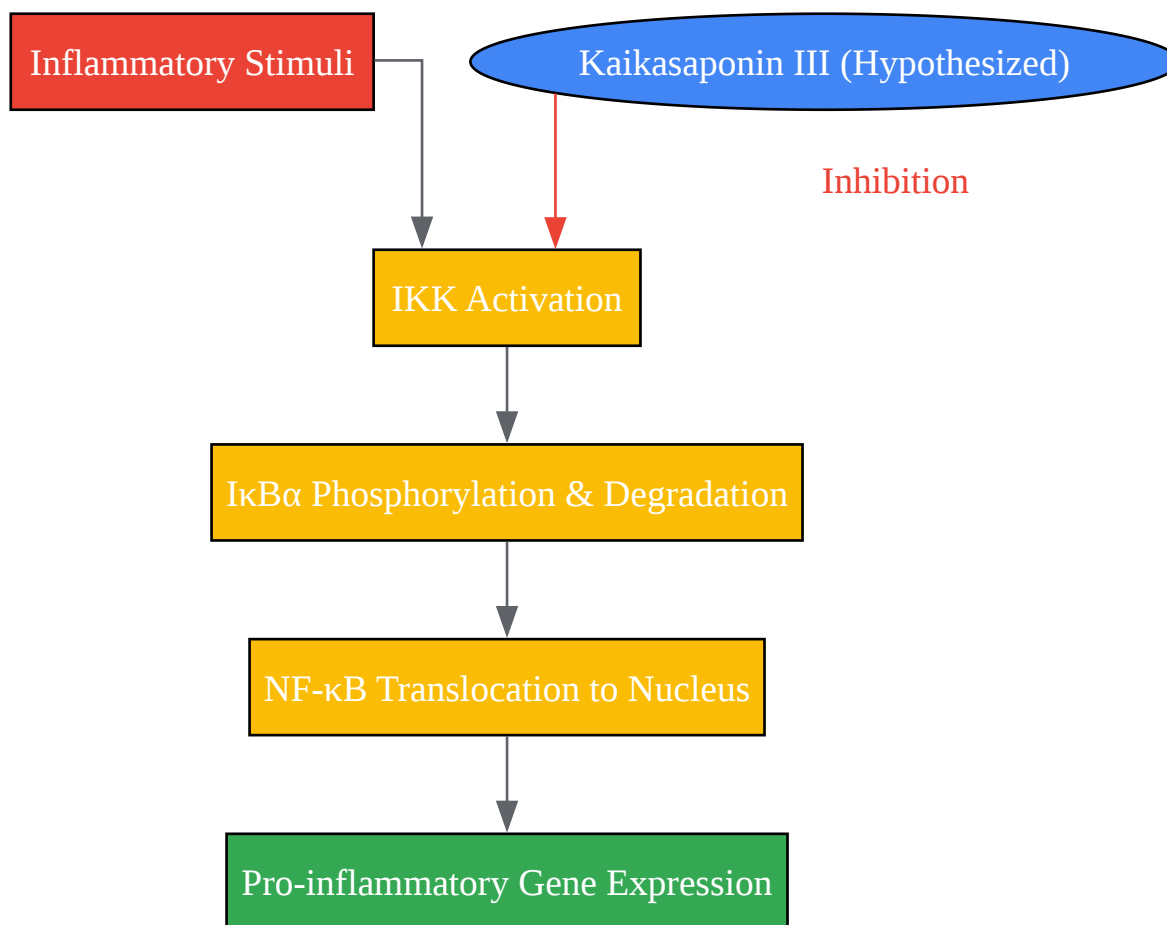 Inflammatory Stimuli
Kaikasaponin III (Hypothesized)
Inhibition
IKK Activation
IκBα Phosphorylation & Degradation
NF-κB Translocation to Nucleus
Pro-inflammatory Gene Expression